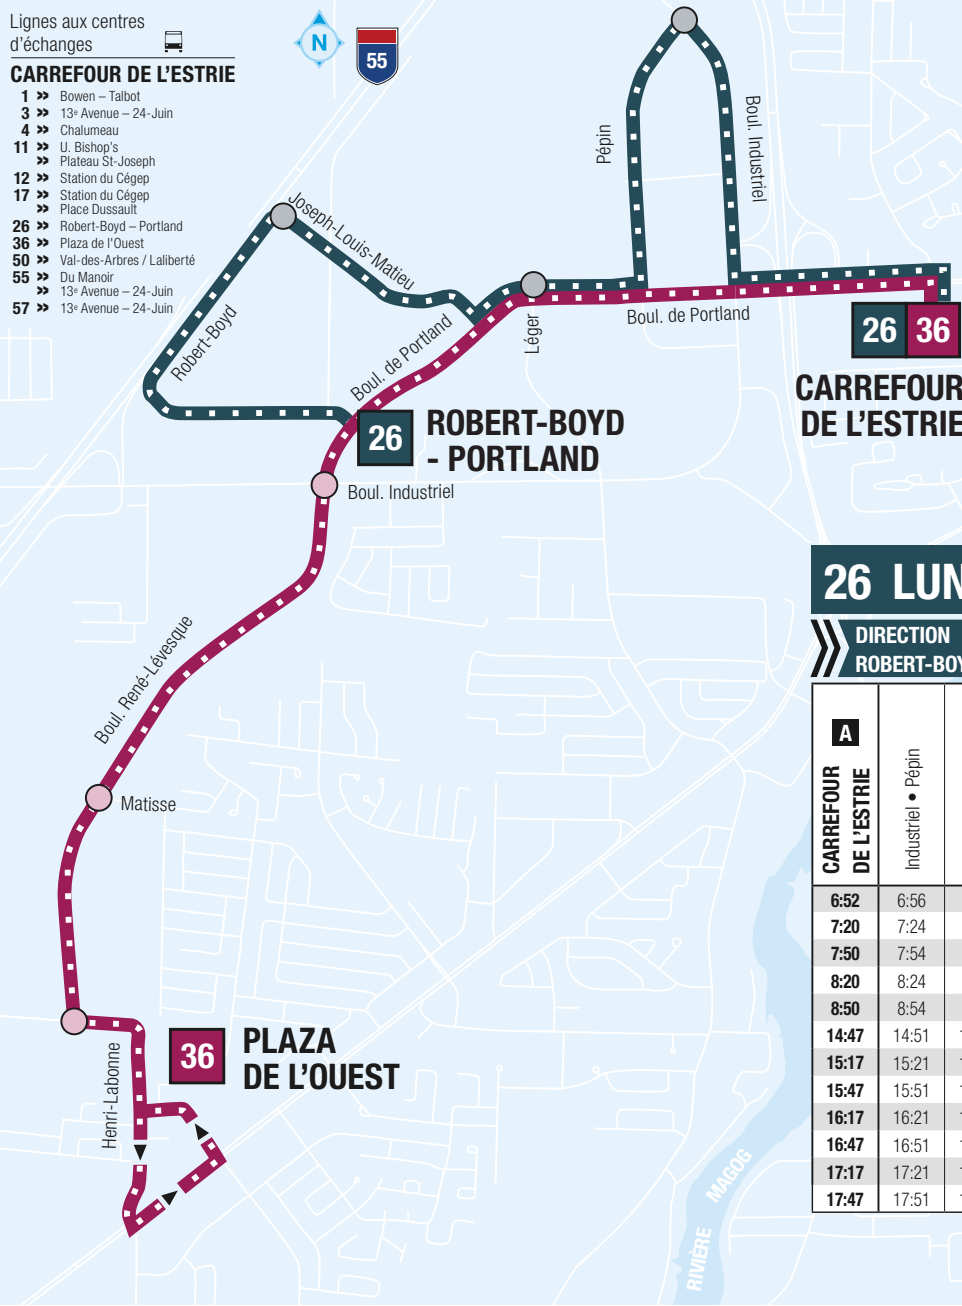 Lignes aux centres
d'échanges
CARREFOUR DE L'ESTRIE
1 » Bowen – Talbot
3 » 13e Avenue – 24-Juin
4 » Chalumeau
11 » U. Bishop's
» Plateau St-Joseph
12 » Station du Cégep
17 » Station du Cégep
» Place Dussault
26 » Robert-Boyd – Portland
36 » Plaza de l'Ouest
50 » Val-des-Arbres / Laliberté
55 » Du Manoir
» 13e Avenue – 24-Juin
57 » 13e Avenue – 24-Juin
N
55
Pépin
Boul. Industriel
Joseph-Louis-Matieu
Robert-Boyd
Boul. de Portland
Léger
Boul. de Portland
26 36
CARREFOUR
DE L'ESTRIE
26
ROBERT-BOYD
- PORTLAND
Boul. Industriel
Boul. René-Lévesque
Matisse
Henri-Labonne
36
PLAZA
DE L'OUEST
RIVIÈRE MAGOG
26 LUN
DIRECTION
ROBERT-BOY
A
CARREFOUR
DE L'ESTRIE
Industriel • Pépin
6:52 6:56
7:20 7:24
7:50 7:54
8:20 8:24
8:50 8:54
14:47 14:51 1
15:17 15:21 1
15:47 15:51 1
16:17 16:21 1
16:47 16:51 1
17:17 17:21 1
17:47 17:51 1